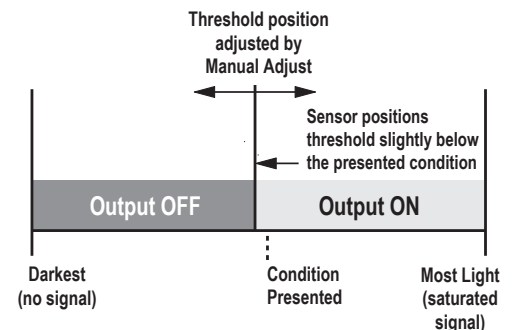 Threshold position
adjusted by
Manual Adjust
Sensor positions
threshold slightly below
the presented condition
Output OFF
Output ON
Darkest
(no signal)
Condition
Presented
Most Light
(saturated
signal)